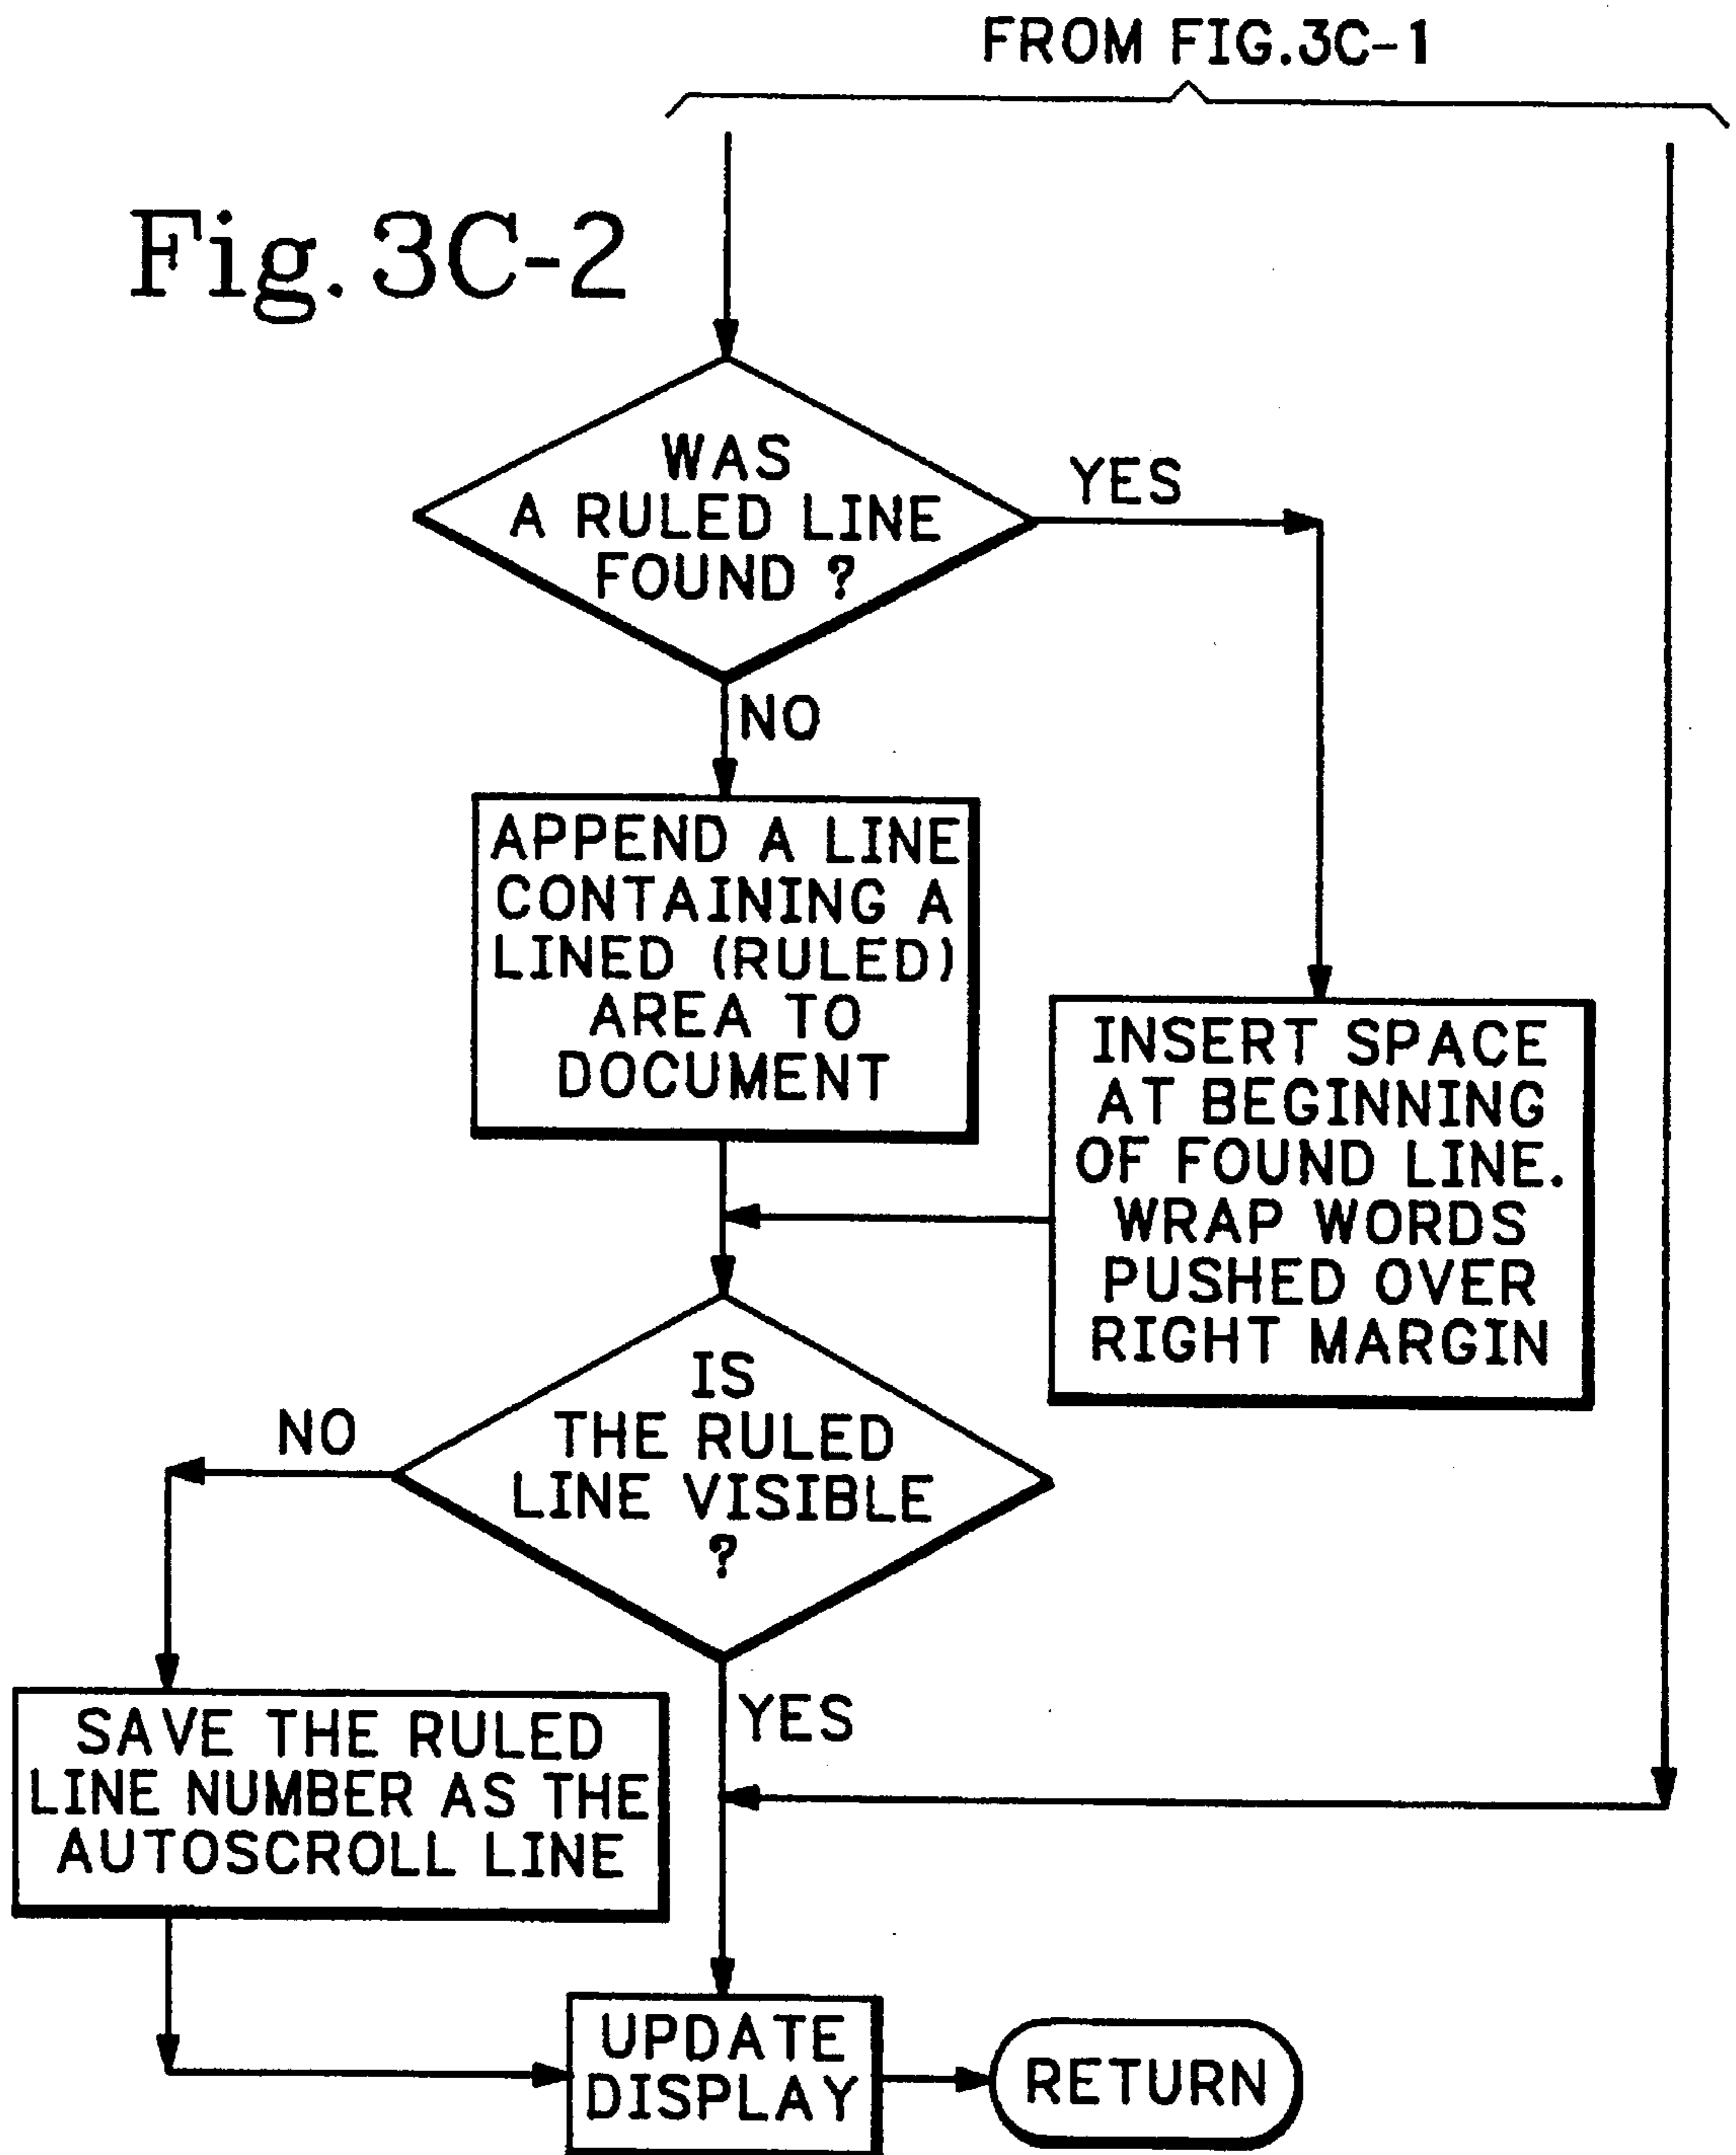 FROM FIG.3C-1
Fig. 3C-2
WAS
A RULED LINE
FOUND ?
YES
NO
APPEND A LINE
CONTAINING A
LINED (RULED)
AREA TO
DOCUMENT
INSERT SPACE
AT BEGINNING
OF FOUND LINE.
WRAP WORDS
PUSHED OVER
RIGHT MARGIN
IS
THE RULED
LINE VISIBLE
?
NO
YES
SAVE THE RULED
LINE NUMBER AS THE
AUTOSCROLL LINE
UPDATE
DISPLAY
RETURN